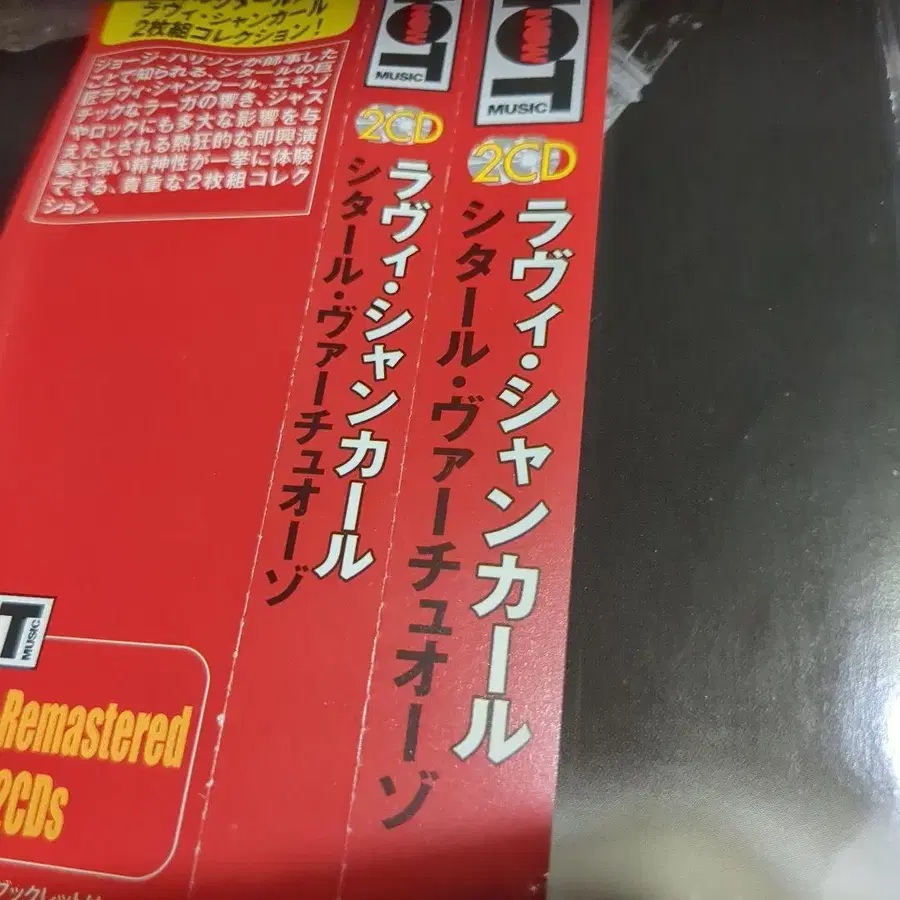 ラヴィ・シャンカール
2枚組コレクション!
ジョージ・ハリソンが師事した
ことで知られる、シタールの巨
匠ラヴィ・シャンカール。エキゾ
チックなラーガの響き、ジャズ
やロックにも多大な影響を与
えたとされる熱狂的な即興演
奏と深い精神性が一挙に体験
できる、貴重な2枚組コレク
ション。
NOT
NOW
MUSIC
2CD
ラヴィ・シャンカール
シタール・ヴァーチュオーゾ
NOT
NOW
MUSIC
2CD
ラヴィ・シャンカール
シタール・ヴァーチュオーゾ
MUSIC
Remastered
2CDs